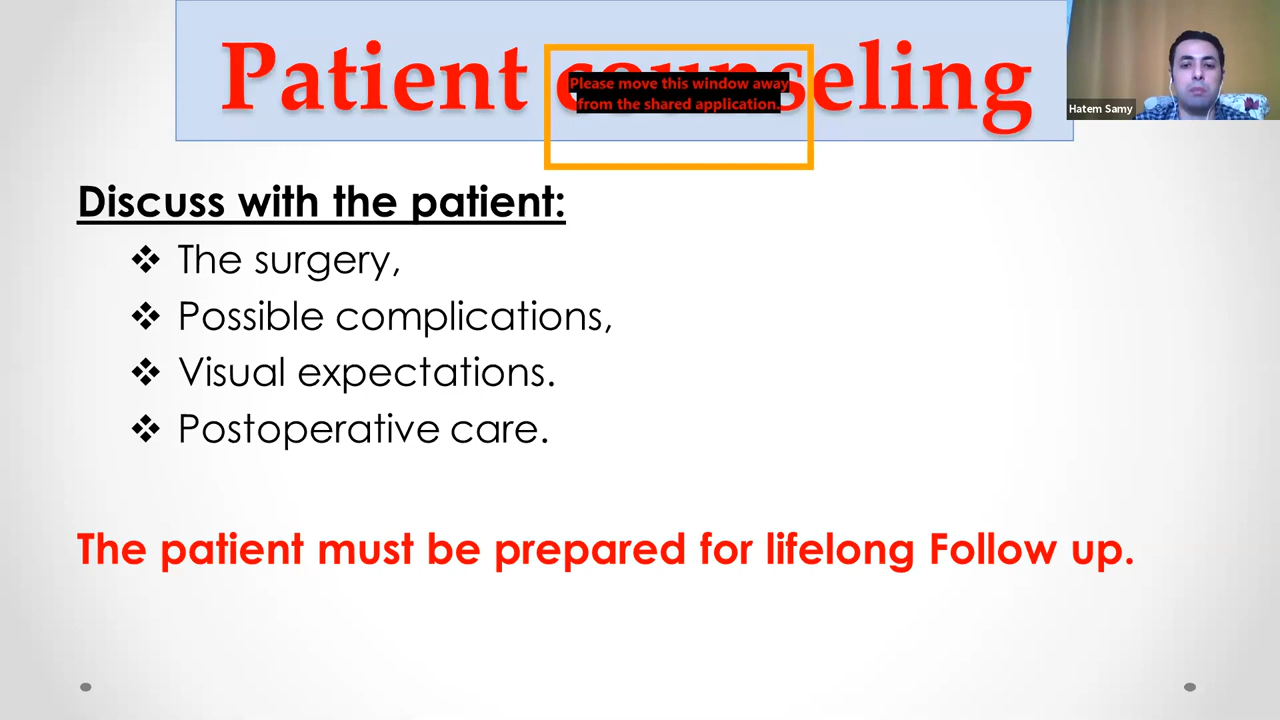 Patient counseling
Please move this window away
from the shared application.
Hatem Samy
Discuss with the patient:
❖ The surgery,
❖ Possible complications,
❖ Visual expectations.
❖ Postoperative care.
The patient must be prepared for lifelong Follow up.